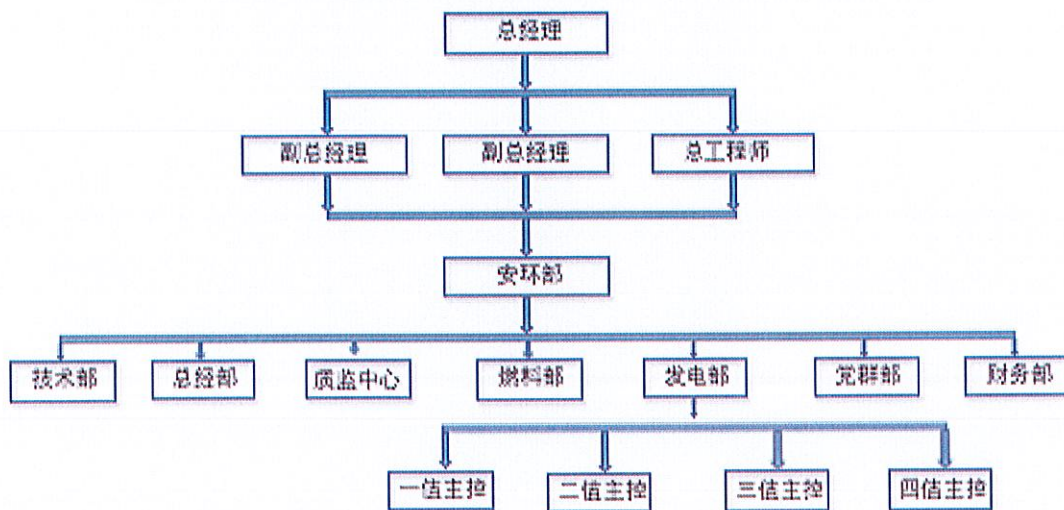 总经理
副总经理 副总经理 总工程师
安环部
技术部 总经部 质监中心 燃料部 发电部 党群部 财务部
一值主控 二值主控 三值主控 四值主控